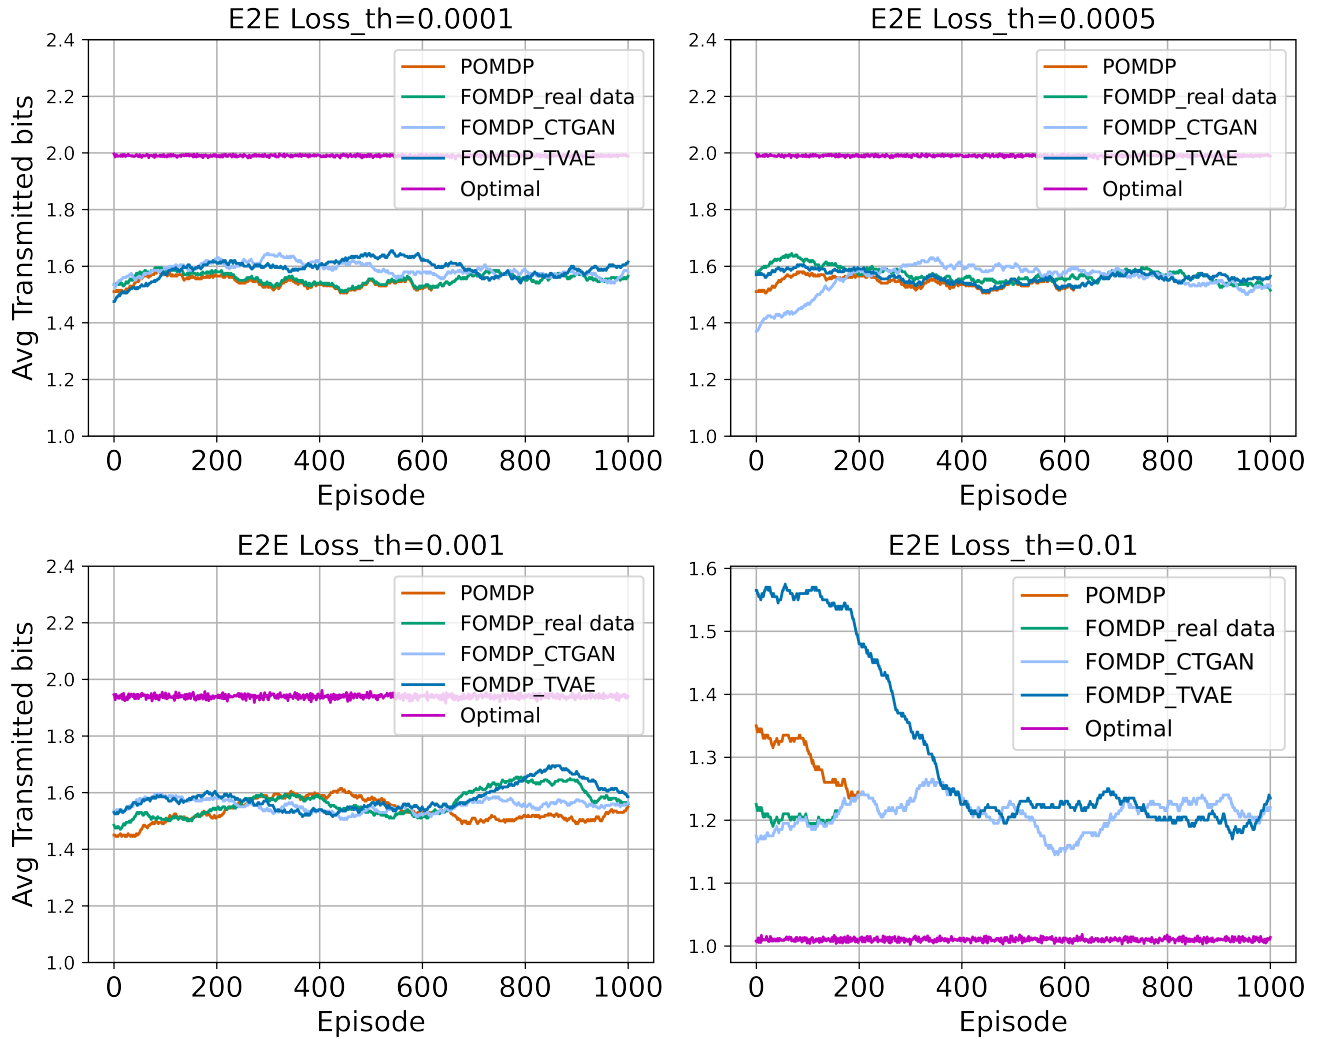 E2E Loss_th=0.0001
2.4
2.2
2.0
1.8
1.6
1.4
1.2
1.0
Avg Transmitted bits
POMDP
FOMDP_real data
FOMDP_CTGAN
FOMDP_TVAE
Optimal
0 200 400 600 800 1000
Episode
E2E Loss_th=0.0005
2.4
2.2
2.0
1.8
1.6
1.4
1.2
1.0
POMDP
FOMDP_real data
FOMDP_CTGAN
FOMDP_TVAE
Optimal
0 200 400 600 800 1000
Episode
E2E Loss_th=0.001
2.4
2.2
2.0
1.8
1.6
1.4
1.2
1.0
Avg Transmitted bits
POMDP
FOMDP_real data
FOMDP_CTGAN
FOMDP_TVAE
Optimal
0 200 400 600 800 1000
Episode
E2E Loss_th=0.01
1.6
1.5
1.4
1.3
1.2
1.1
1.0
POMDP
FOMDP_real data
FOMDP_CTGAN
FOMDP_TVAE
Optimal
0 200 400 600 800 1000
Episode